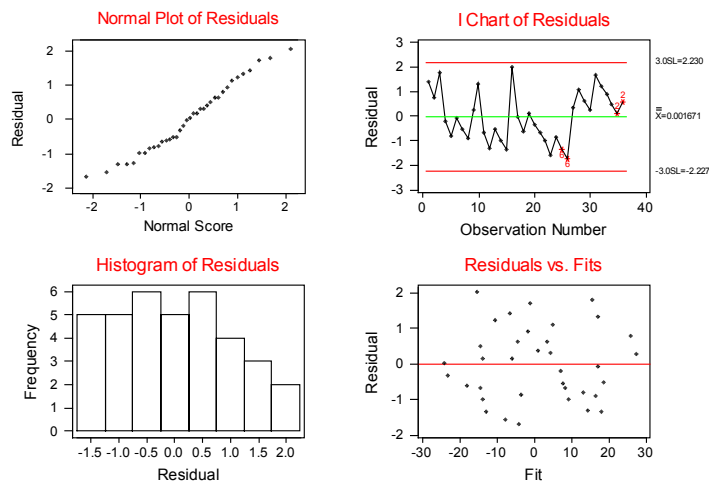 Normal Plot of Residuals
2
1
0
-1
-2
Residual
-2
-1
0
1
2
Normal Score
I Chart of Residuals
3
2
1
0
-1
-2
-3
Residual
3.0SL=2.230
X=0.001671
-3.0SL=-2.227
6
6
2
2
0
10
20
30
40
Observation Number
Histogram of Residuals
6
5
4
3
2
1
0
Frequency
-1.5 -1.0 -0.5 0.0 0.5 1.0 1.5 2.0
Residual
Residuals vs. Fits
2
1
0
-1
-2
Residual
-30
-20
-10
0
10
20
30
Fit